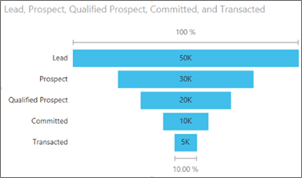 Lead, Prospect, Qualified Prospect, Committed, and Transacted
100 %
Lead 50K
Prospect 30K
Qualified Prospect 20K
Committed 10K
Transacted 5K
10.00 %